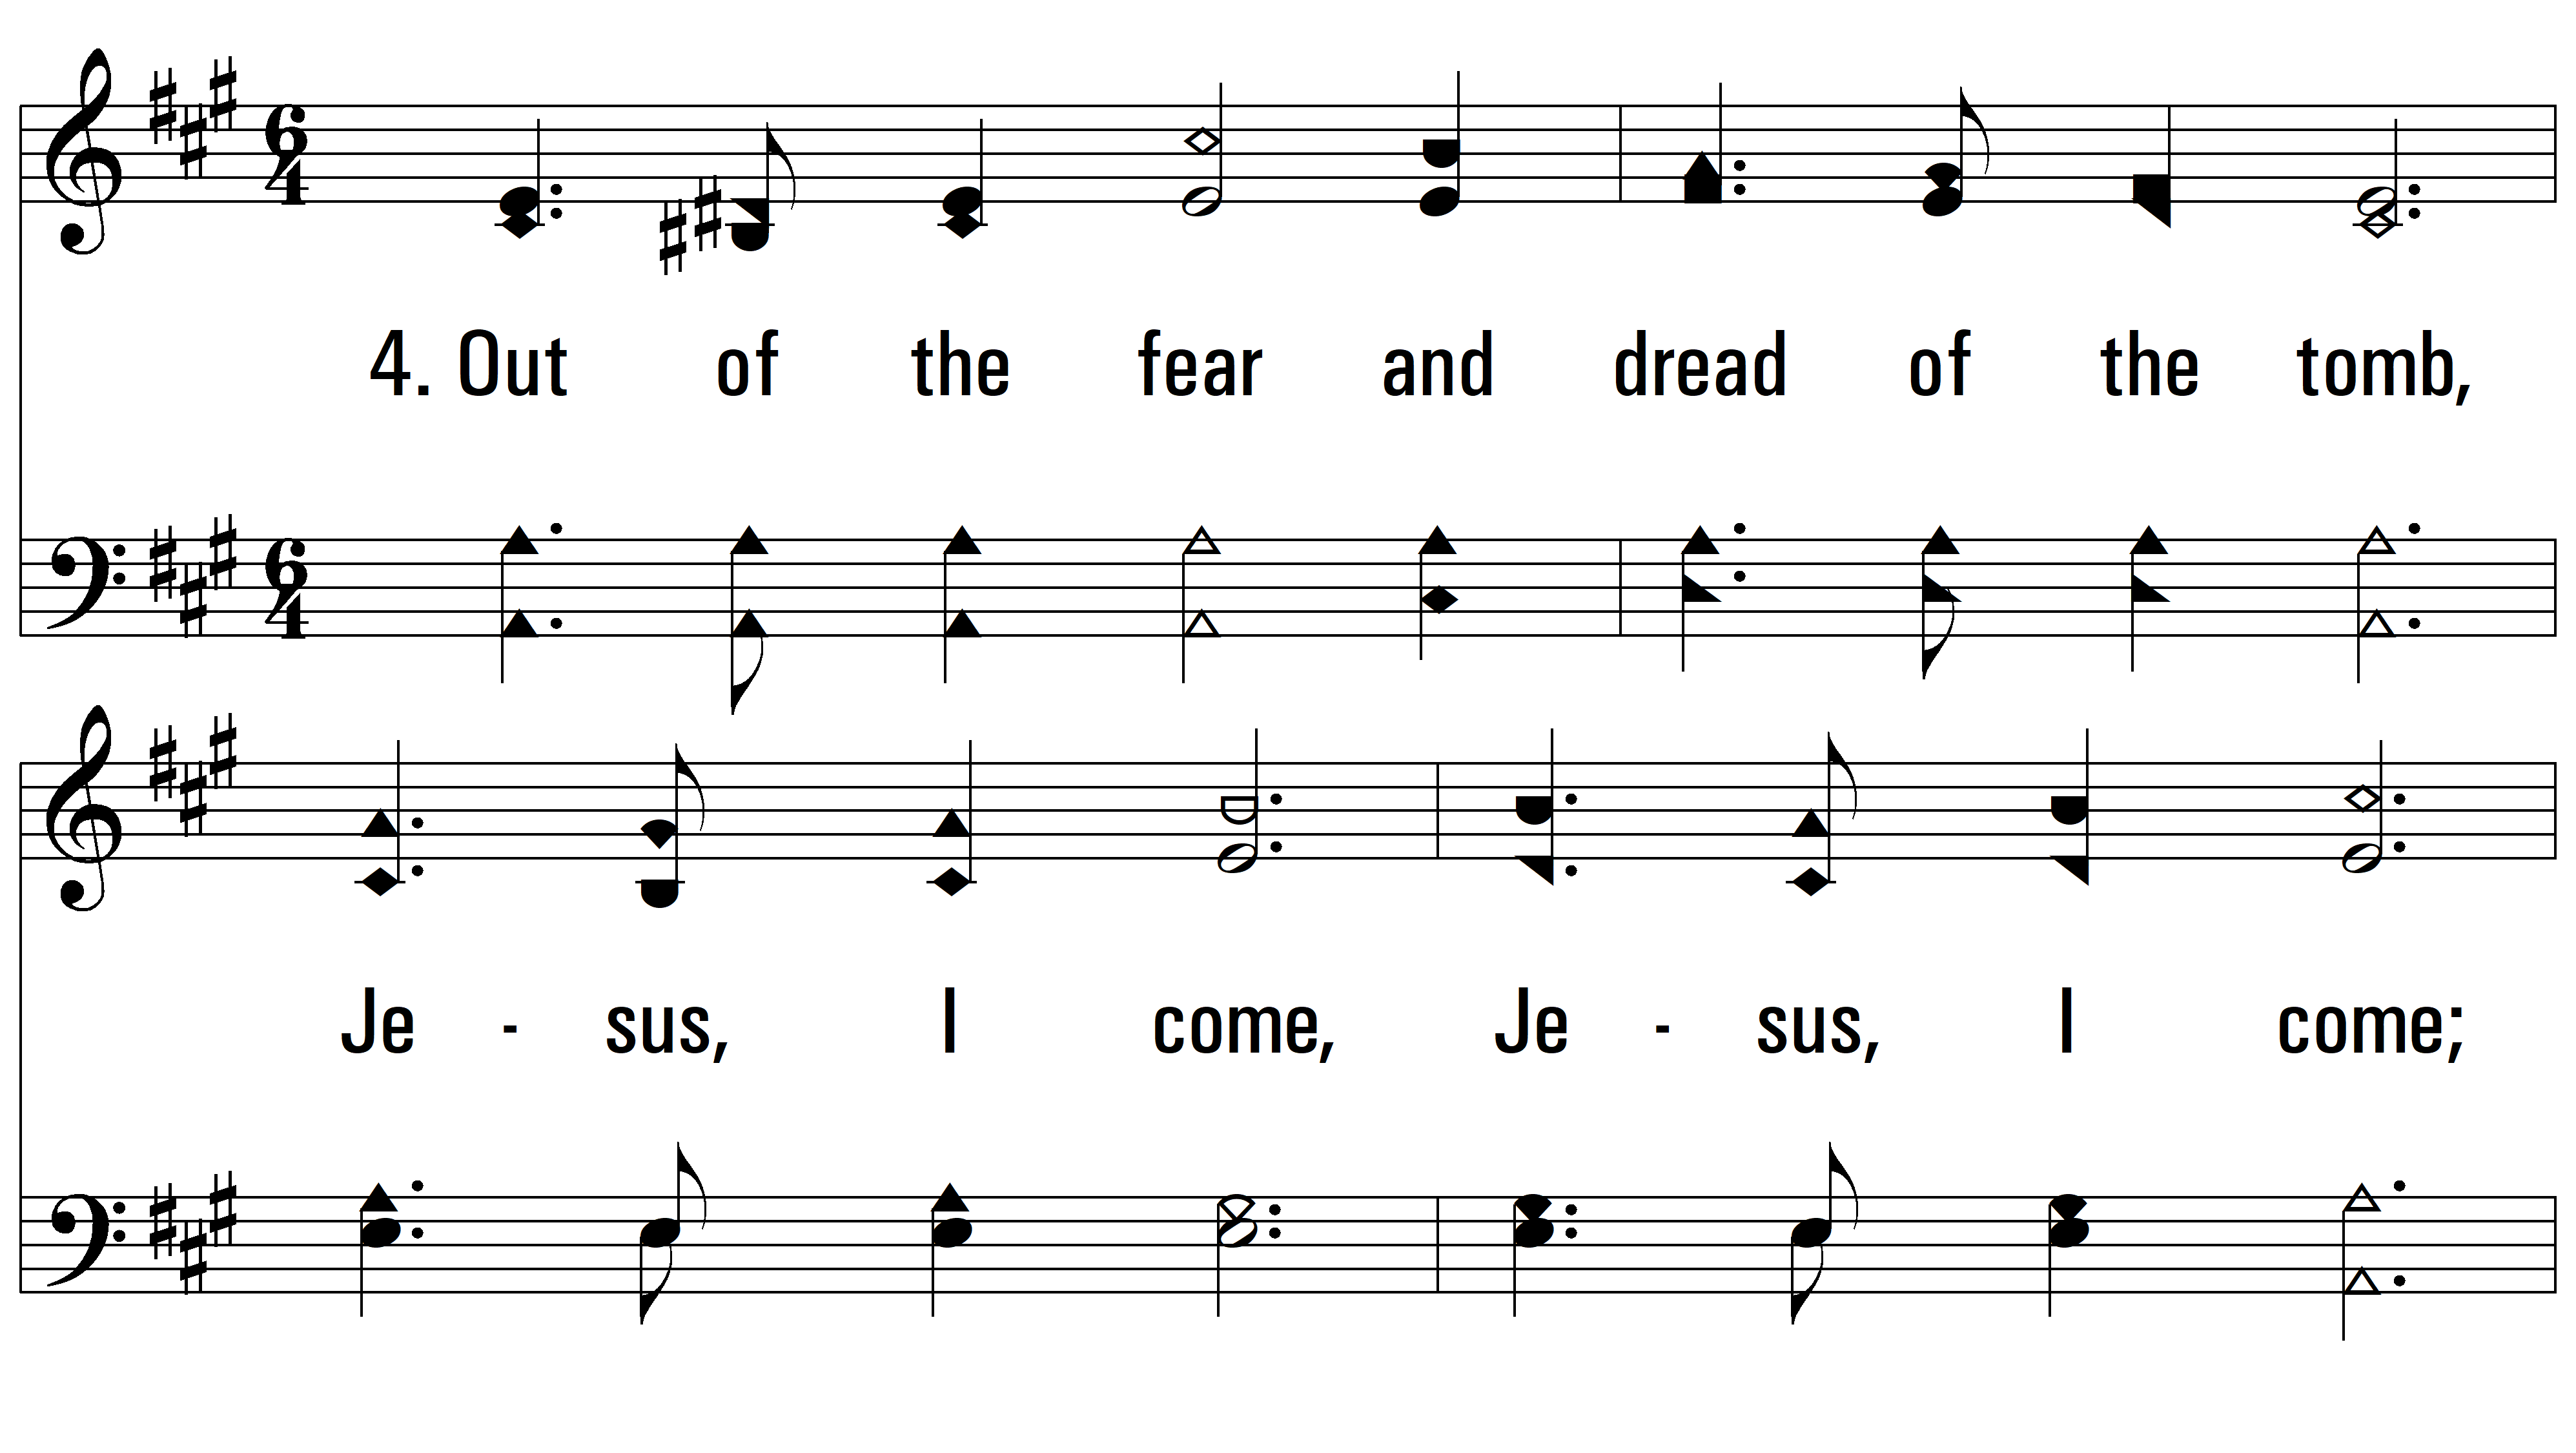 4. Out of the fear and dread of the tomb,
Je - sus, I come, Je - sus, I come;